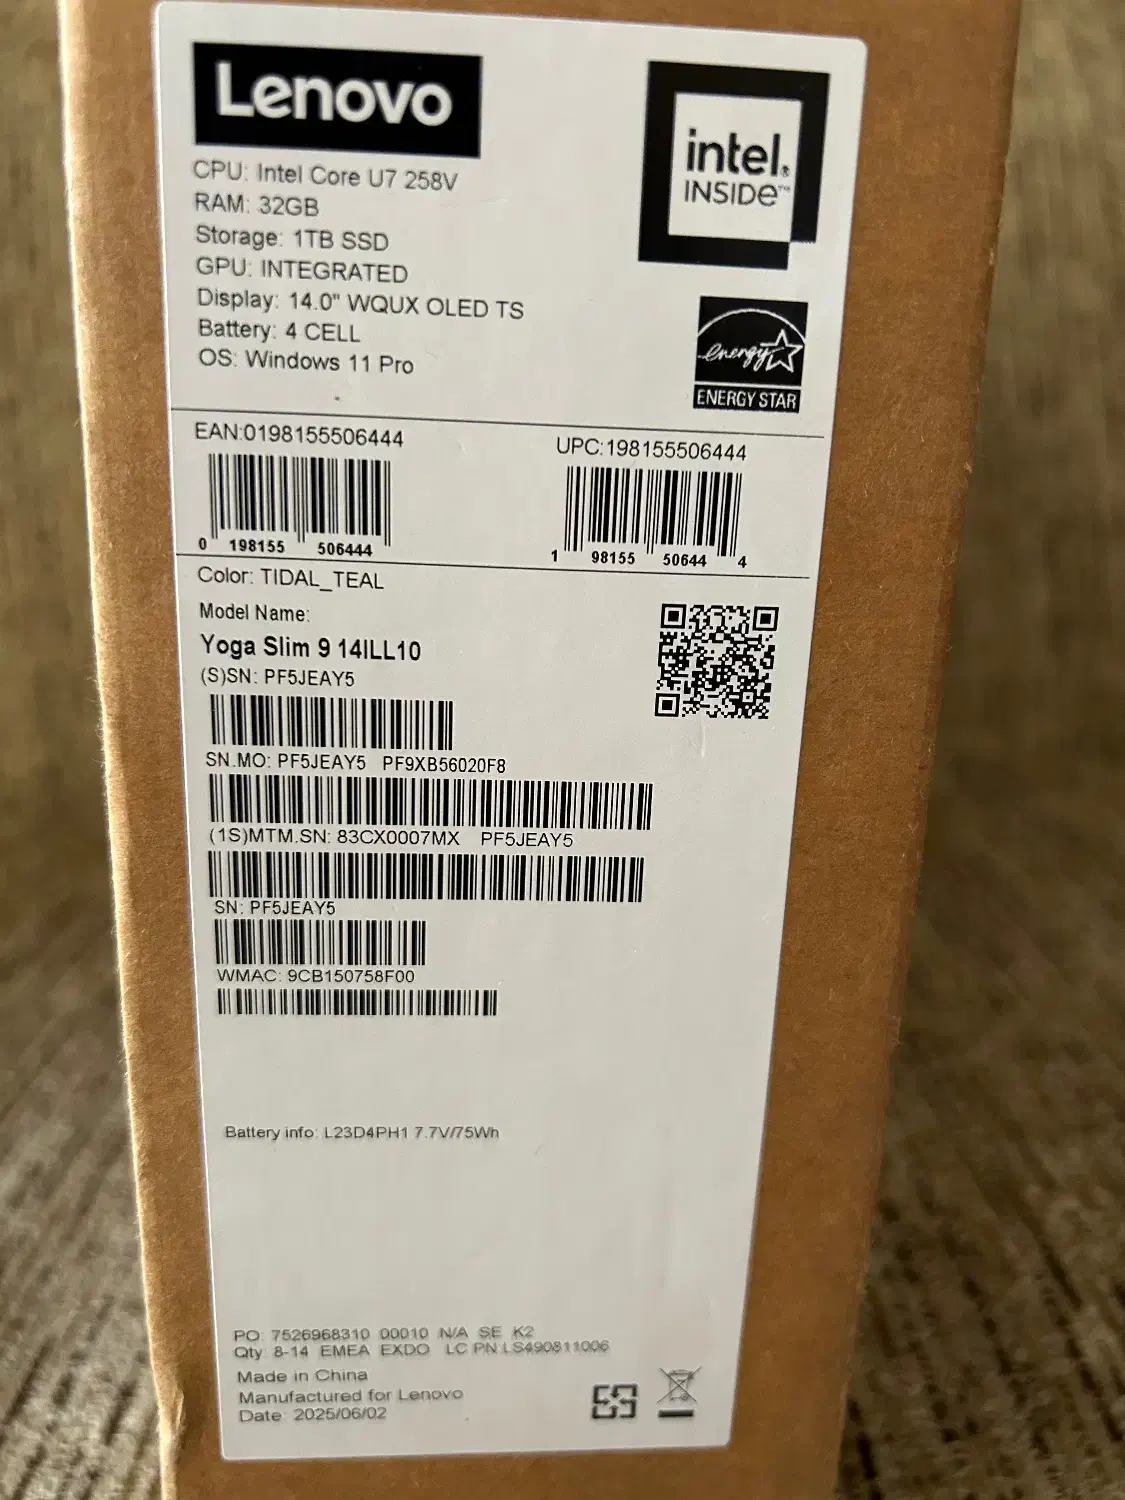 Lenovo
intel.
INSIDE™
CPU: Intel Core U7 258V
RAM: 32GB
Storage: 1TB SSD
GPU: INTEGRATED
Display: 14.0" WQUX OLED TS
Battery: 4 CELL
OS: Windows 11 Pro
energy
ENERGY STAR
EAN:0198155506444
UPC:198155506444
0 198155 506444
1 98155 50644 4
Color: TIDAL_TEAL
Model Name:
Yoga Slim 9 14ILL10
(S)SN: PF5JEAY5
SN.MO: PF5JEAY5 PF9XB56020F8
(1S)MTM.SN: 83CX0007MX PF5JEAY5
SN: PF5JEAY5
WMAC: 9CB150758F00
Battery info: L23D4PH1 7.7V/75Wh
PO: 7526968310 00010 N/A SE K2
Qty: 8-14 EMEA EXDO LC PN:LS490811006
Made in China
Manufactured for Lenovo
Date: 2025/06/02